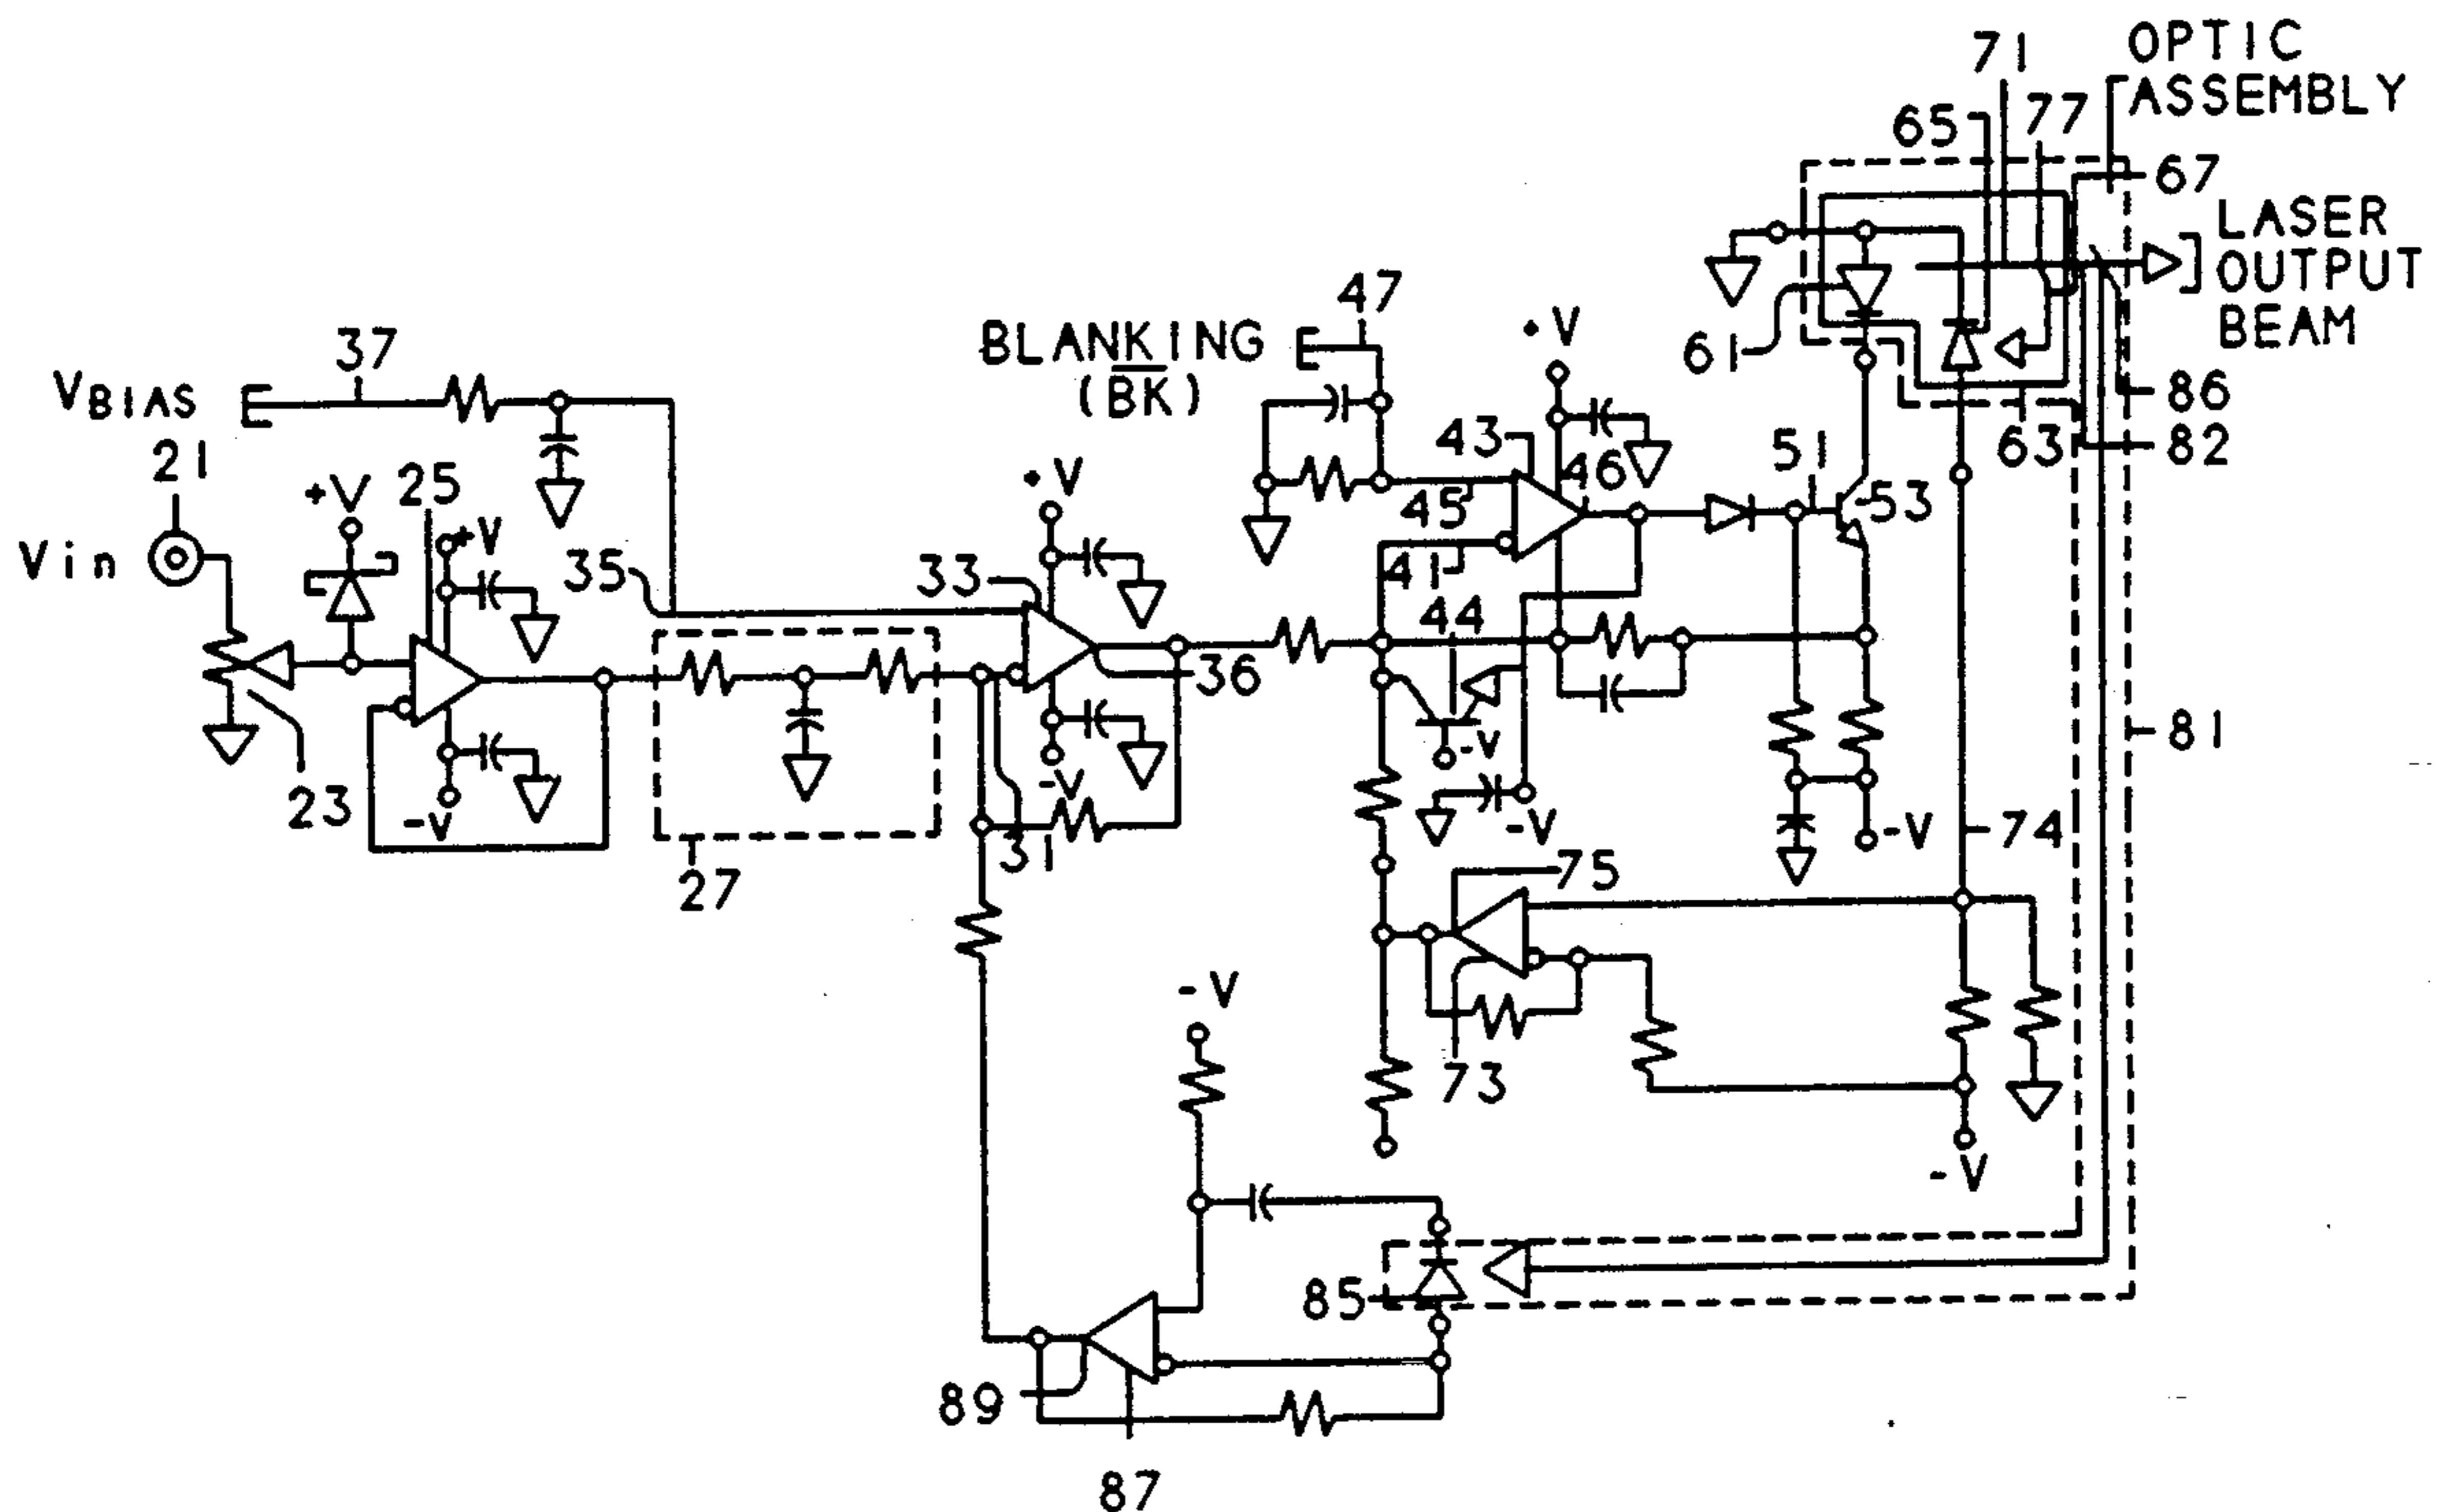 71
OPTIC
ASSEMBLY
65
77
67
LASER
OUTPUT
BEAM
47
BLANKING
(B̅K̅)
+V
61
37
VBIAS
86
43
51
63
82
21
+V
25
+V
46
53
+V
45
Vin
35
33
41
44
36
-V
81
-V
23
-V
-V
-V
74
31
75
27
-V
73
-V
85
89
87